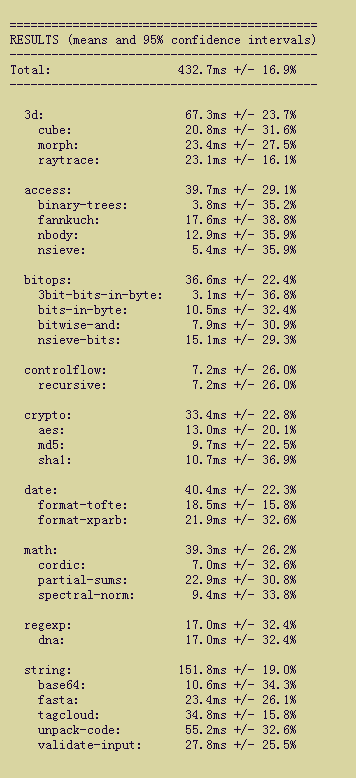 ============================================
RESULTS (means and 95% confidence intervals)
--------------------------------------------
Total:                  432.7ms +/- 16.9%
--------------------------------------------

  3d:                    67.3ms +/- 23.7%
    cube:                20.8ms +/- 31.6%
    morph:               23.4ms +/- 27.5%
    raytrace:            23.1ms +/- 16.1%

  access:                39.7ms +/- 29.1%
    binary-trees:         3.8ms +/- 35.2%
    fannkuch:            17.6ms +/- 38.8%
    nbody:               12.9ms +/- 35.9%
    nsieve:               5.4ms +/- 35.9%

  bitops:                36.6ms +/- 22.4%
    3bit-bits-in-byte:    3.1ms +/- 36.8%
    bits-in-byte:        10.5ms +/- 32.4%
    bitwise-and:          7.9ms +/- 30.9%
    nsieve-bits:         15.1ms +/- 29.3%

  controlflow:            7.2ms +/- 26.0%
    recursive:            7.2ms +/- 26.0%

  crypto:                33.4ms +/- 22.8%
    aes:                 13.0ms +/- 20.1%
    md5:                  9.7ms +/- 22.5%
    sha1:                10.7ms +/- 36.9%

  date:                  40.4ms +/- 22.3%
    format-tofte:        18.5ms +/- 15.8%
    format-xparb:        21.9ms +/- 32.6%

  math:                  39.3ms +/- 26.2%
    cordic:               7.0ms +/- 32.6%
    partial-sums:        22.9ms +/- 30.8%
    spectral-norm:        9.4ms +/- 33.8%

  regexp:                17.0ms +/- 32.4%
    dna:                 17.0ms +/- 32.4%

  string:               151.8ms +/- 19.0%
    base64:              10.6ms +/- 34.3%
    fasta:               23.4ms +/- 26.1%
    tagcloud:            34.8ms +/- 15.8%
    unpack-code:         55.2ms +/- 32.6%
    validate-input:      27.8ms +/- 25.5%